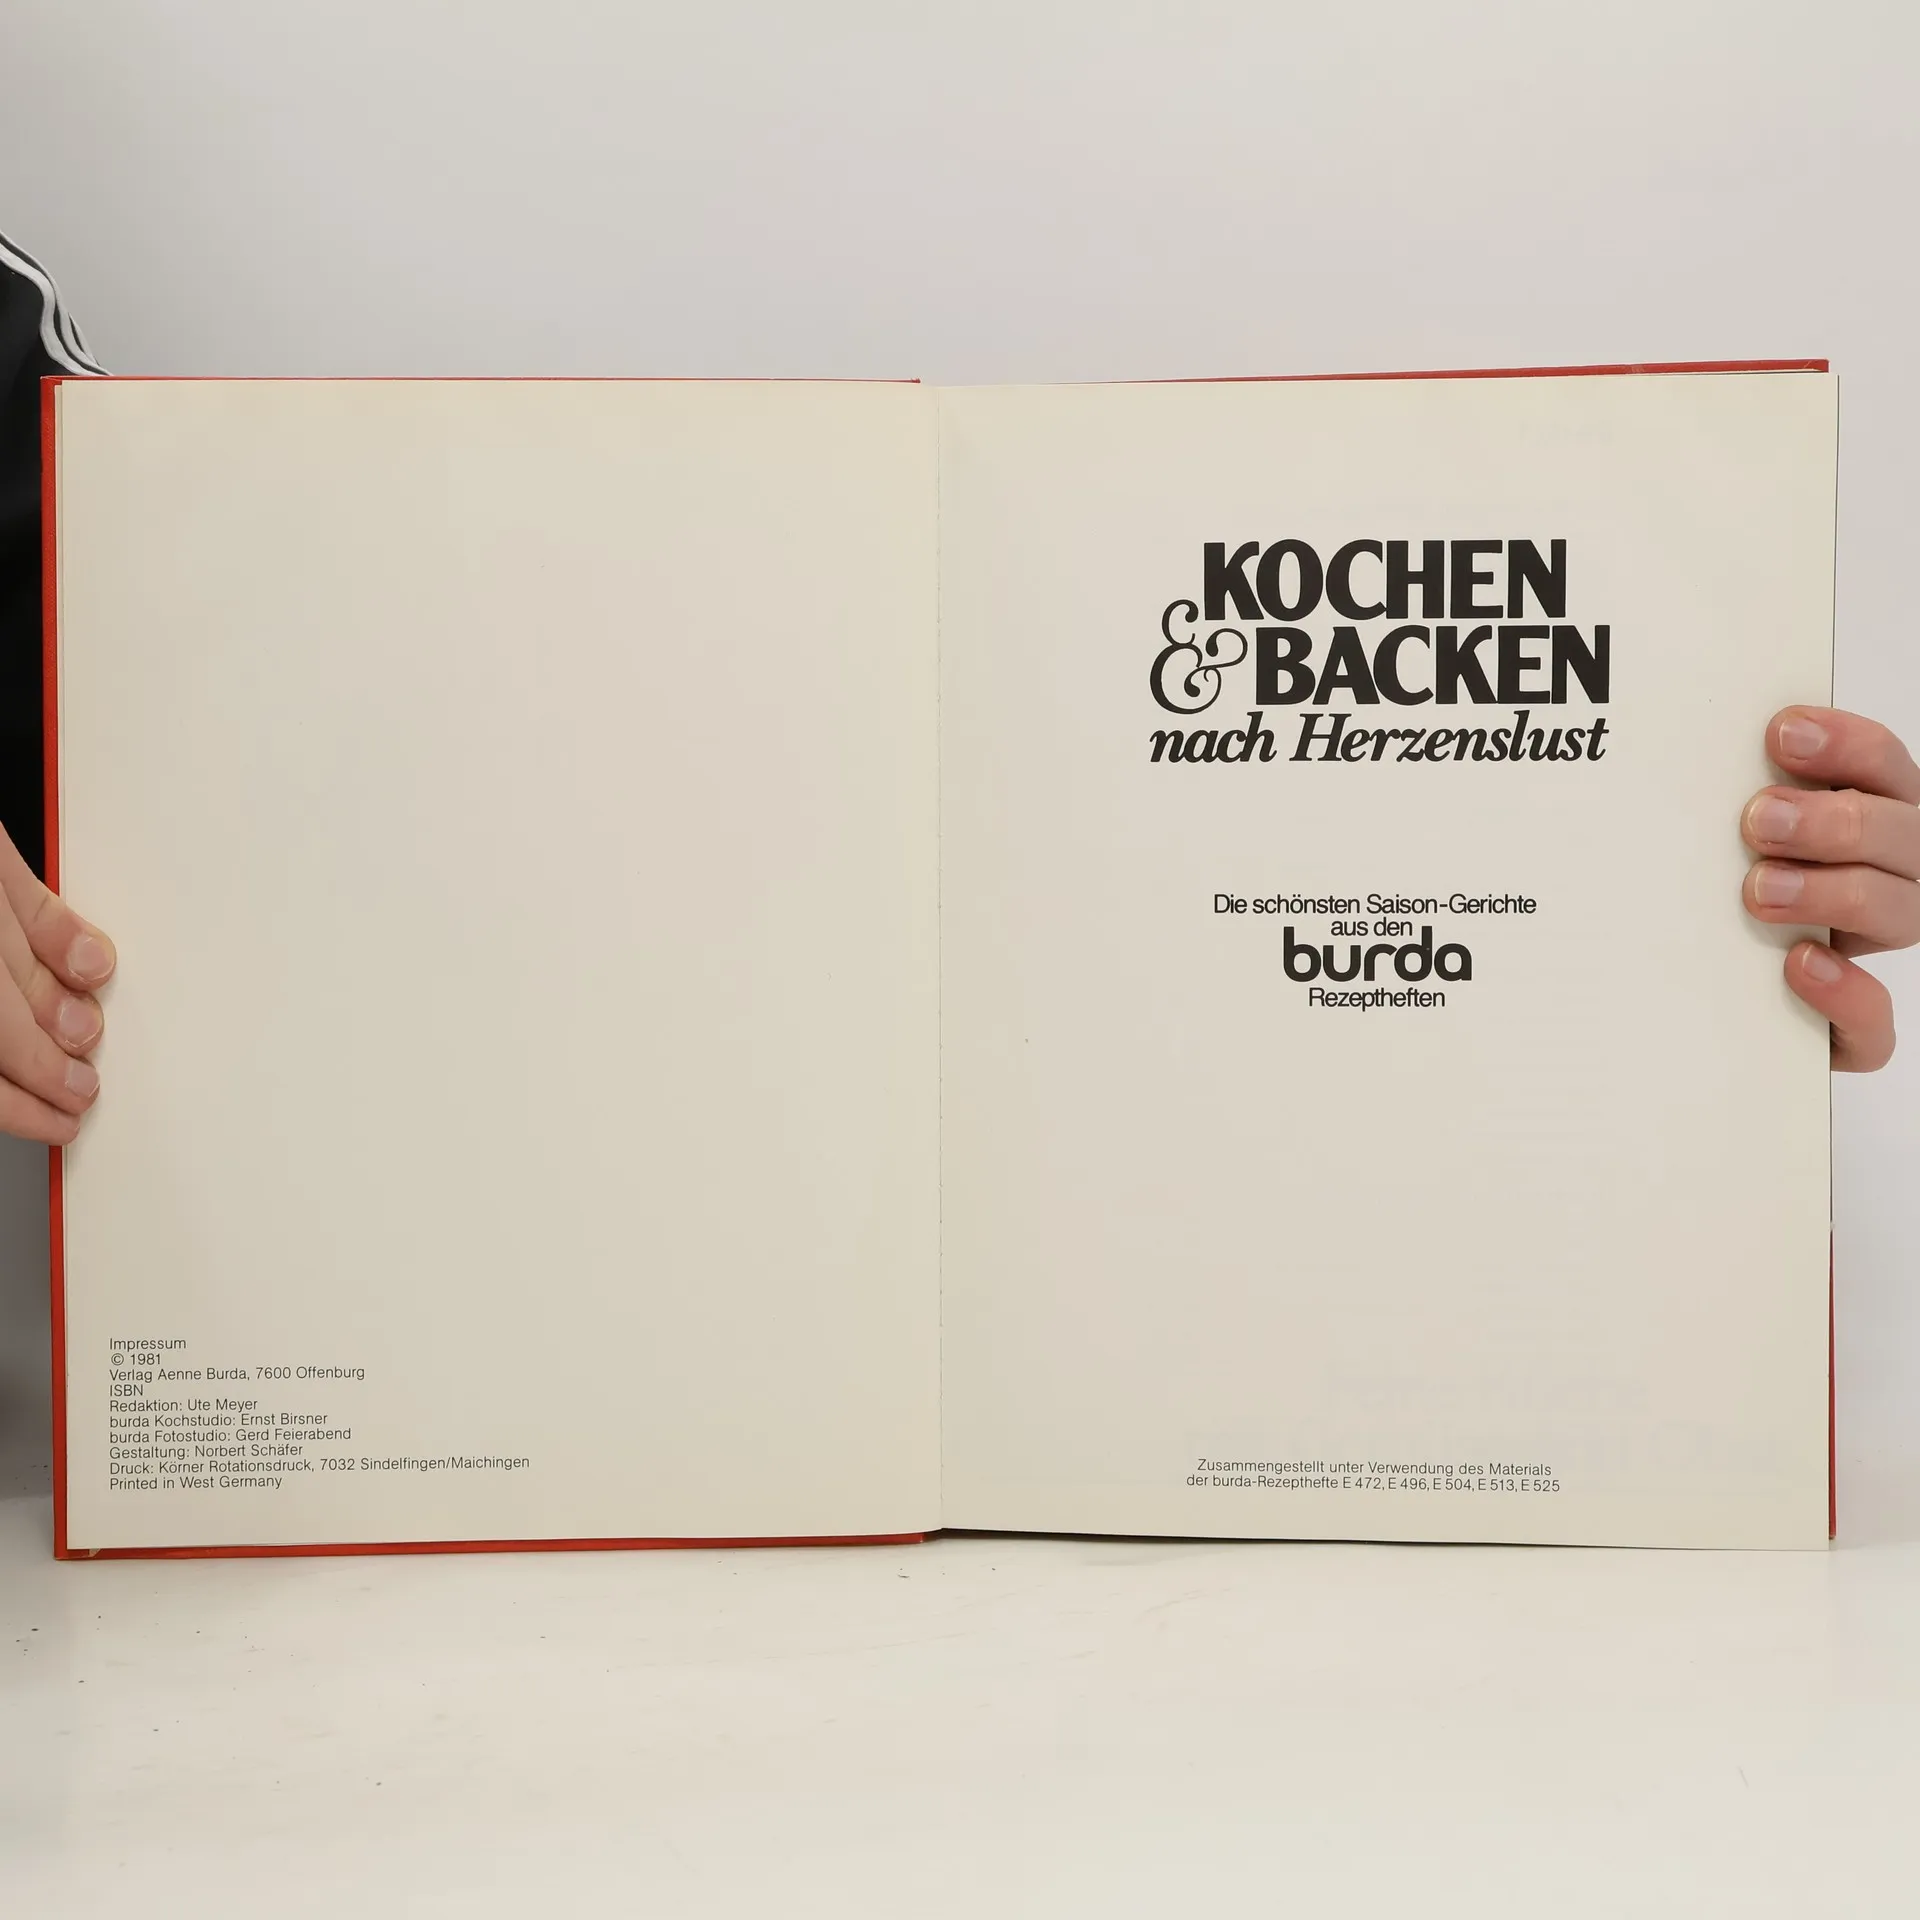 Impressum
© 1981
Verlag Aenne Burda, 7600 Offenburg
ISBN
Redaktion: Ute Meyer
burda Kochstudio: Ernst Birsner
burda Fotostudio: Gerd Feierabend
Gestaltung: Norbert Schäfer
Druck: Körner Rotationsdruck, 7032 Sindelfingen/Maichingen
Printed in West Germany
KOCHEN
& BACKEN
nach Herzenslust
Die schönsten Saison-Gerichte
aus den
burda
Rezeptheften
Zusammengestellt unter Verwendung des Materials
der burda-Rezepthefte E 472, E 496, E 504, E 513, E 525